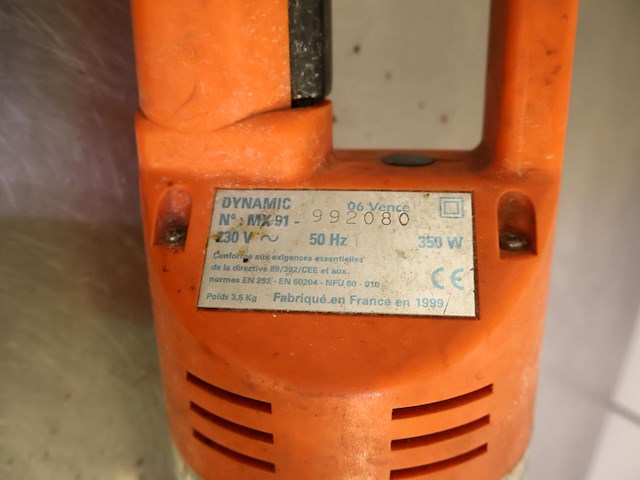 DYNAMIC 06 Vence
N° : MX 91 - 992080
230 V ~ 50 Hz 350 W
Conforme aux exigences essentielles
de la directive 89/392/CEE et aux
normes EN 292 - EN 60204 - NFU 60 - 010
CE
Poids 3,5 Kg Fabriqué en France en 1999